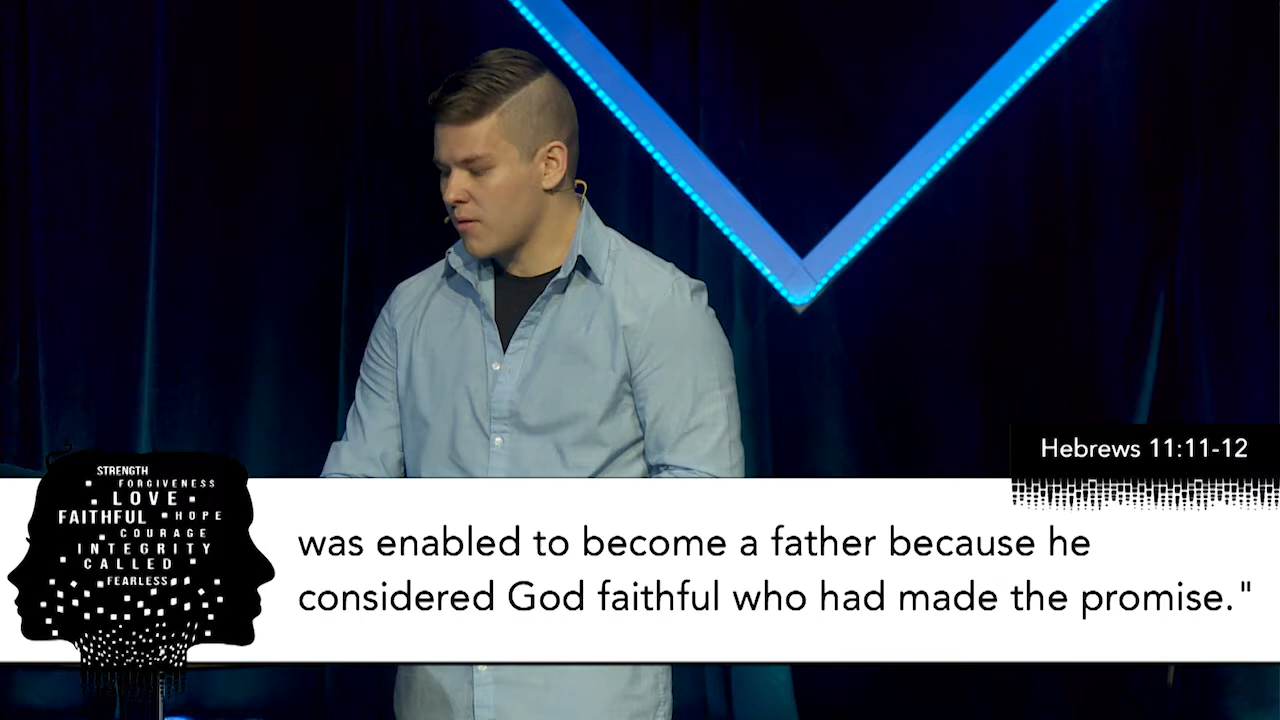 Hebrews 11:11-12
STRENGTH
FORGIVENESS
LOVE
FAITHFUL HOPE
COURAGE
INTEGRITY
CALLED
FEARLESS
was enabled to become a father because he
considered God faithful who had made the promise."